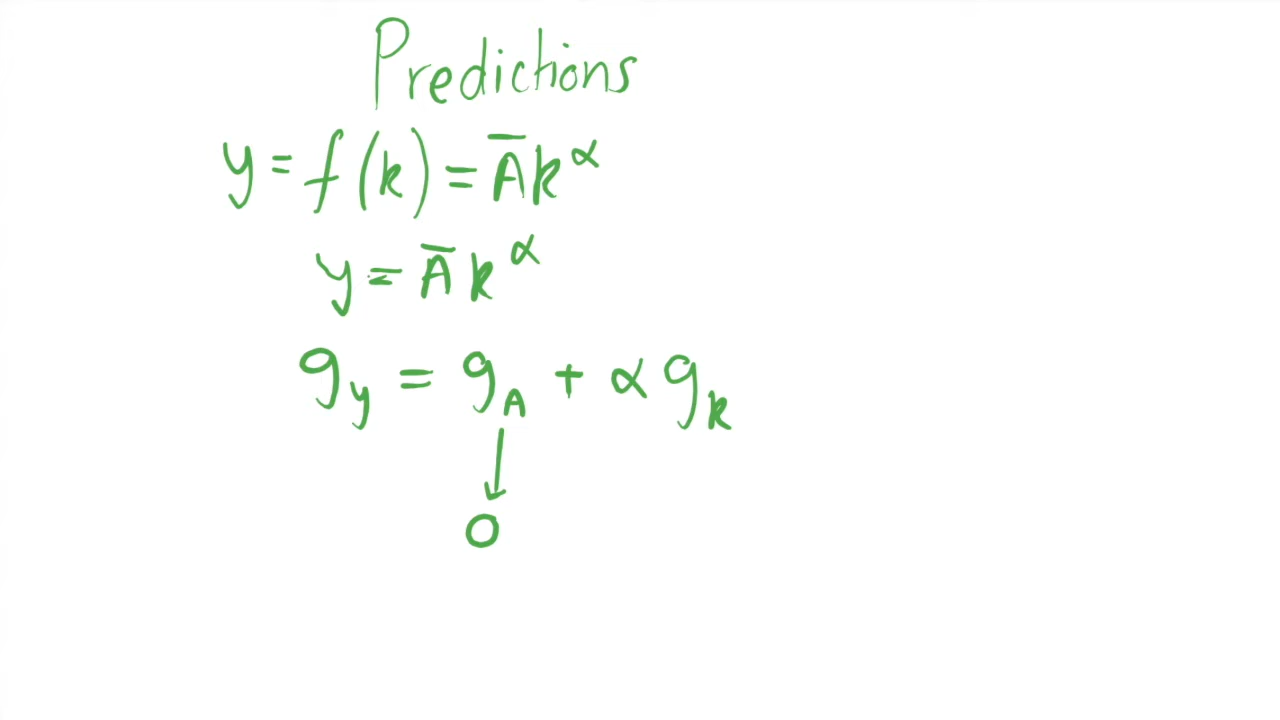 Predictions
y = f(k) = Āk^α
y = Āk^α
g_y = g_A + αg_k
↓
0